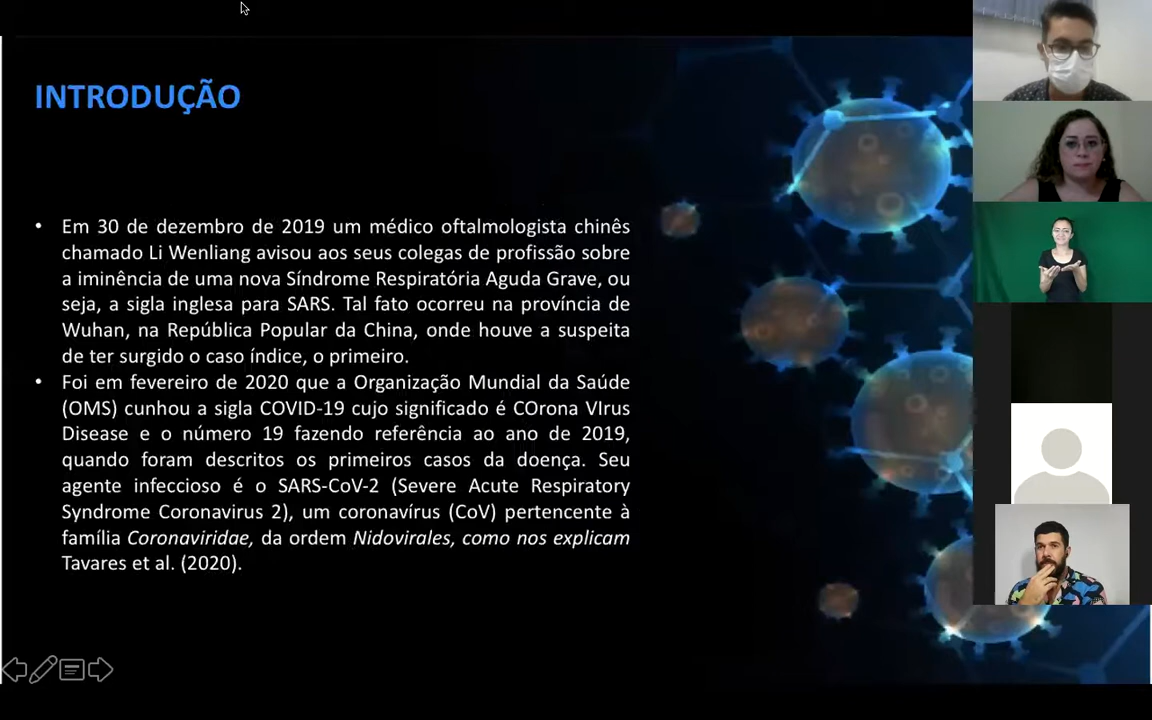 INTRODUÇÃO
• Em 30 de dezembro de 2019 um médico oftalmologista chinês
chamado Li Wenliang avisou aos seus colegas de profissão sobre
a iminência de uma nova Síndrome Respiratória Aguda Grave, ou
seja, a sigla inglesa para SARS. Tal fato ocorreu na província de
Wuhan, na República Popular da China, onde houve a suspeita
de ter surgido o caso índice, o primeiro.
• Foi em fevereiro de 2020 que a Organização Mundial da Saúde
(OMS) cunhou a sigla COVID-19 cujo significado é COrona VIrus
Disease e o número 19 fazendo referência ao ano de 2019,
quando foram descritos os primeiros casos da doença. Seu
agente infeccioso é o SARS-CoV-2 (Severe Acute Respiratory
Syndrome Coronavirus 2), um coronavírus (CoV) pertencente à
família Coronaviridae, da ordem Nidovirales, como nos explicam
Tavares et al. (2020).